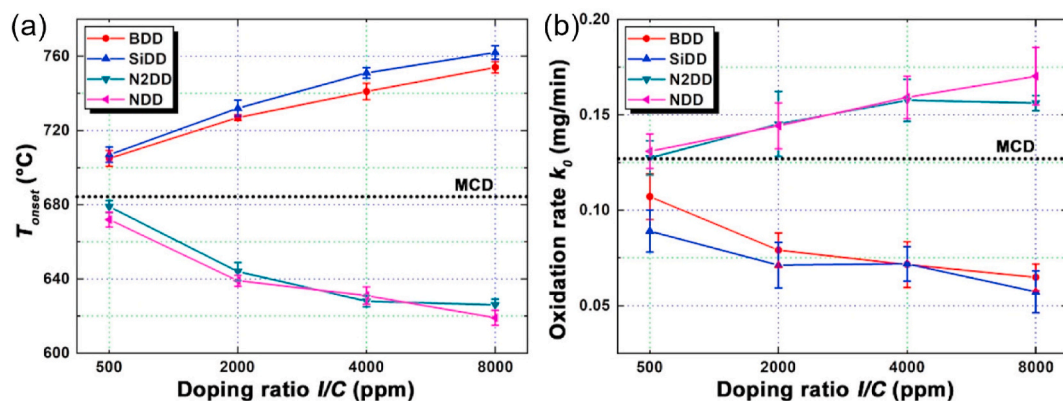 (a)
BDD
SiDD
N2DD
NDD
MCD
760
720
680
640
600
T_onset (°C)
500 2000 4000 8000
Doping ratio I/C (ppm)
(b)
BDD
SiDD
N2DD
NDD
MCD
0.20
0.15
0.10
0.05
Oxidation rate k_0 (mg/min)
500 2000 4000 8000
Doping ratio I/C (ppm)